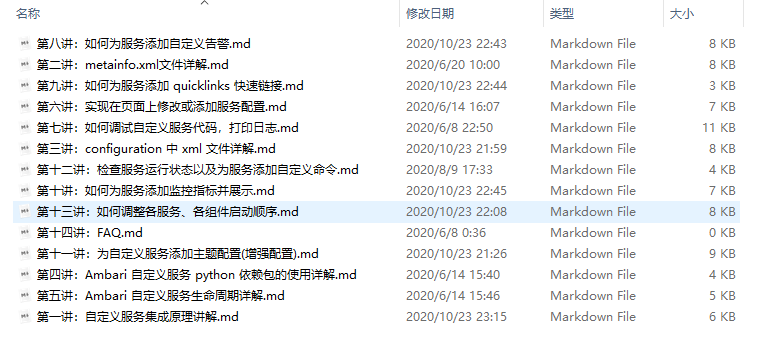 名称 修改日期 类型 大小
第八讲：如何为服务添加自定义告警.md 2020/10/23 22:43 Markdown File 8 KB
第二讲：metainfo.xml文件详解.md 2020/6/20 10:00 Markdown File 8 KB
第九讲：如何为服务添加 quicklinks 快速链接.md 2020/10/23 22:44 Markdown File 3 KB
第六讲：实现在页面上修改或添加服务配置.md 2020/6/14 16:07 Markdown File 7 KB
第七讲：如何调试自定义服务代码，打印日志.md 2020/6/8 22:50 Markdown File 11 KB
第三讲：configuration 中 xml 文件详解.md 2020/10/23 21:59 Markdown File 8 KB
第十二讲：检查服务运行状态以及为服务添加自定义命令.md 2020/8/9 17:33 Markdown File 4 KB
第十讲：如何为服务添加监控指标并展示.md 2020/10/23 22:45 Markdown File 7 KB
第十三讲：如何调整各服务、各组件启动顺序.md 2020/10/23 22:08 Markdown File 8 KB
第十四讲：FAQ.md 2020/6/8 0:36 Markdown File 0 KB
第十一讲：为自定义服务添加主题配置(增强配置).md 2020/10/23 21:26 Markdown File 9 KB
第四讲：Ambari 自定义服务 python 依赖包的使用详解.md 2020/6/14 15:40 Markdown File 4 KB
第五讲：Ambari 自定义服务生命周期详解.md 2020/6/14 15:46 Markdown File 5 KB
第一讲：自定义服务集成原理讲解.md 2020/10/23 23:15 Markdown File 6 KB